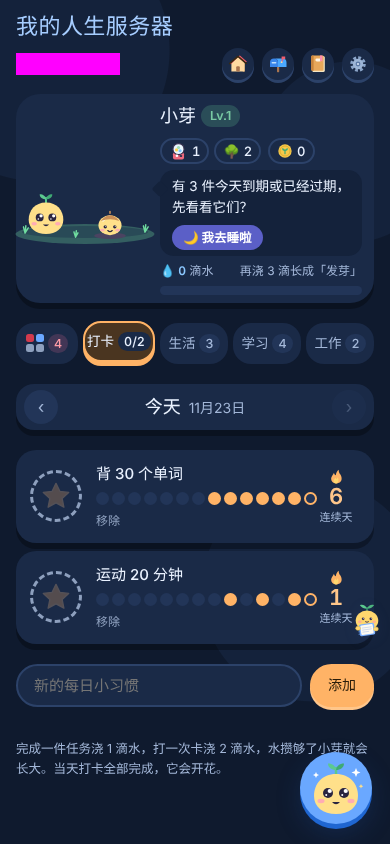 我的人生服务器
小芽 Lv.1
1 2 0
有 3 件今天到期或已经过期，
先看看它们？
我去睡啦
0 滴水 再浇 3 滴长成「发芽」
4 打卡 0/2 生活 3 学习 4 工作 2
‹ 今天 11月23日 ›
背 30 个单词
6
连续天
移除
运动 20 分钟
1
连续天
移除
新的每日小习惯 添加
完成一件任务浇 1 滴水，打一次卡浇 2 滴水，水攒够了小芽就会
长大。当天打卡全部完成，它会开花。